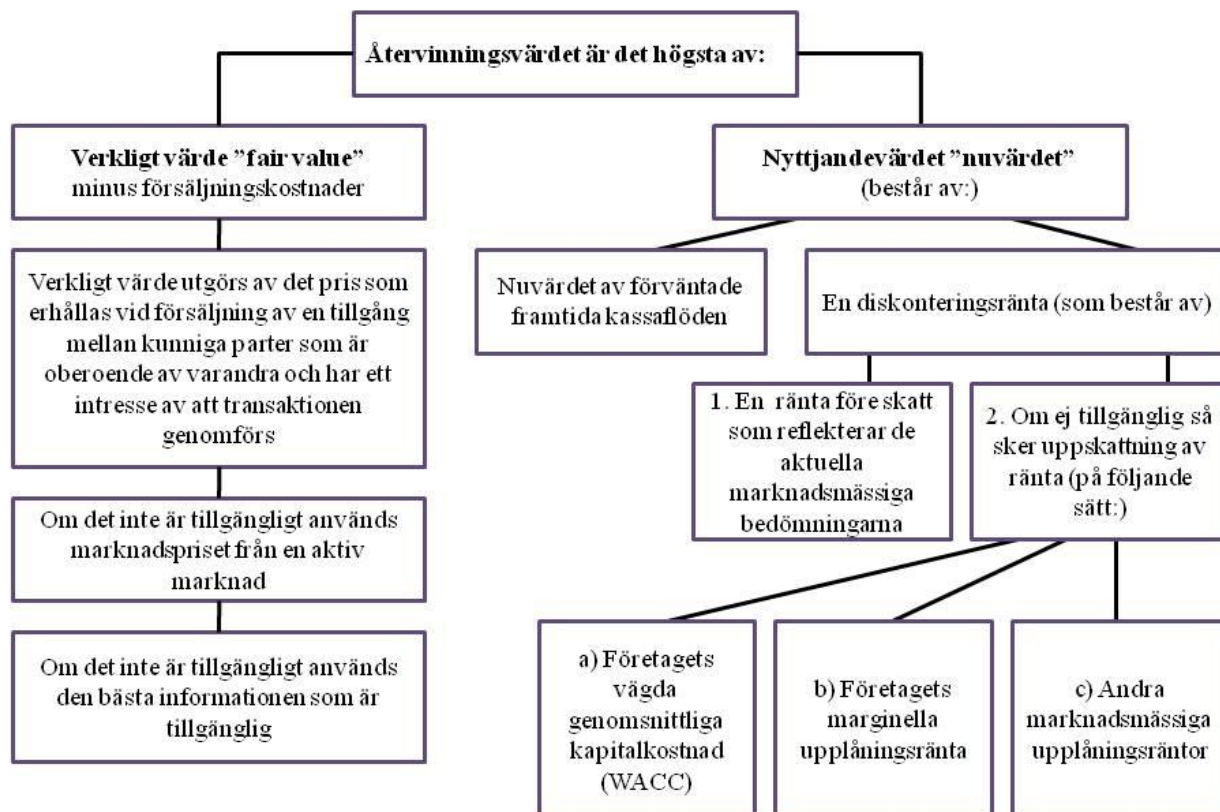 Återvinningsvärdet är det högsta av:
Verkligt värde ”fair value”
minus försäljningskostnader
Verkligt värde utgörs av det pris som
erhållas vid försäljning av en tillgång
mellan kunniga parter som är
oberoende av varandra och har ett
intresse av att transaktionen
genomförs
Om det inte är tillgängligt används
marknadspriset från en aktiv
marknad
Om det inte är tillgängligt används
den bästa informationen som är
tillgänglig
Nyttjandevärdet ”nuvärdet”
(består av:)
Nuvärdet av förväntade
framtida kassaflöden
En diskonteringsränta (som består av)
1. En ränta före skatt
som reflekterar de
aktuella
marknadsmässiga
bedömningarna
2. Om ej tillgänglig så
sker uppskattning av
ränta (på följande
sätt:)
a) Företagets
vägda
genomsnittliga
kapitalkostnad
(WACC)
b) Företagets
marginella
upplåningsränta
c) Andra
marknadsmässiga
upplåningsräntor